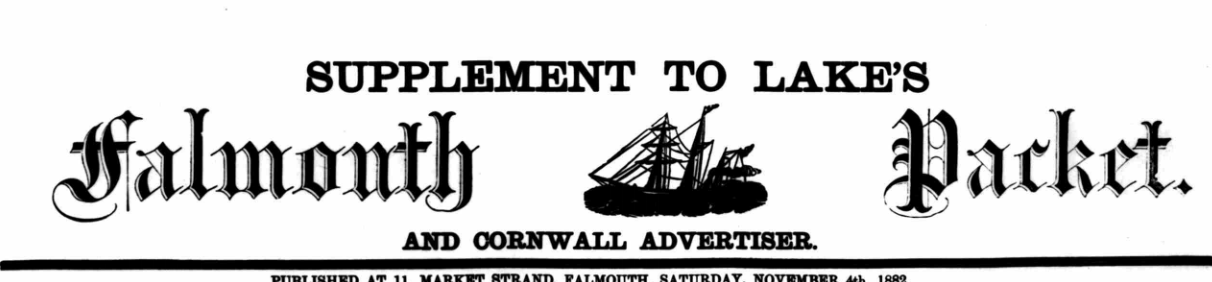 SUPPLEMENT TO LAKE'S
Falmouth Packet.
AND CORNWALL ADVERTISER.
PUBLISHED AT 11, MARKET STRAND, FALMOUTH, SATURDAY, NOVEMBER 4th, 1882